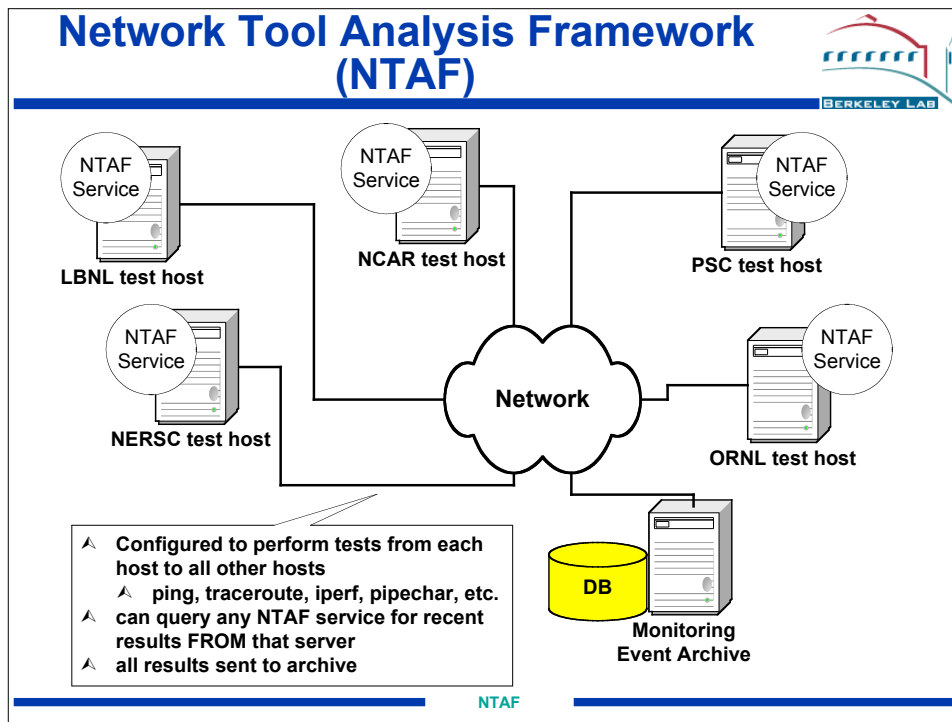 Network Tool Analysis Framework
(NTAF)
BERKELEY LAB
NTAF
Service
LBNL test host
NTAF
Service
NCAR test host
NTAF
Service
PSC test host
NTAF
Service
NERSC test host
Network
NTAF
Service
ORNL test host
Configured to perform tests from each
host to all other hosts
ping, traceroute, iperf, pipechar, etc.
can query any NTAF service for recent
results FROM that server
all results sent to archive
DB
Monitoring
Event Archive
NTAF